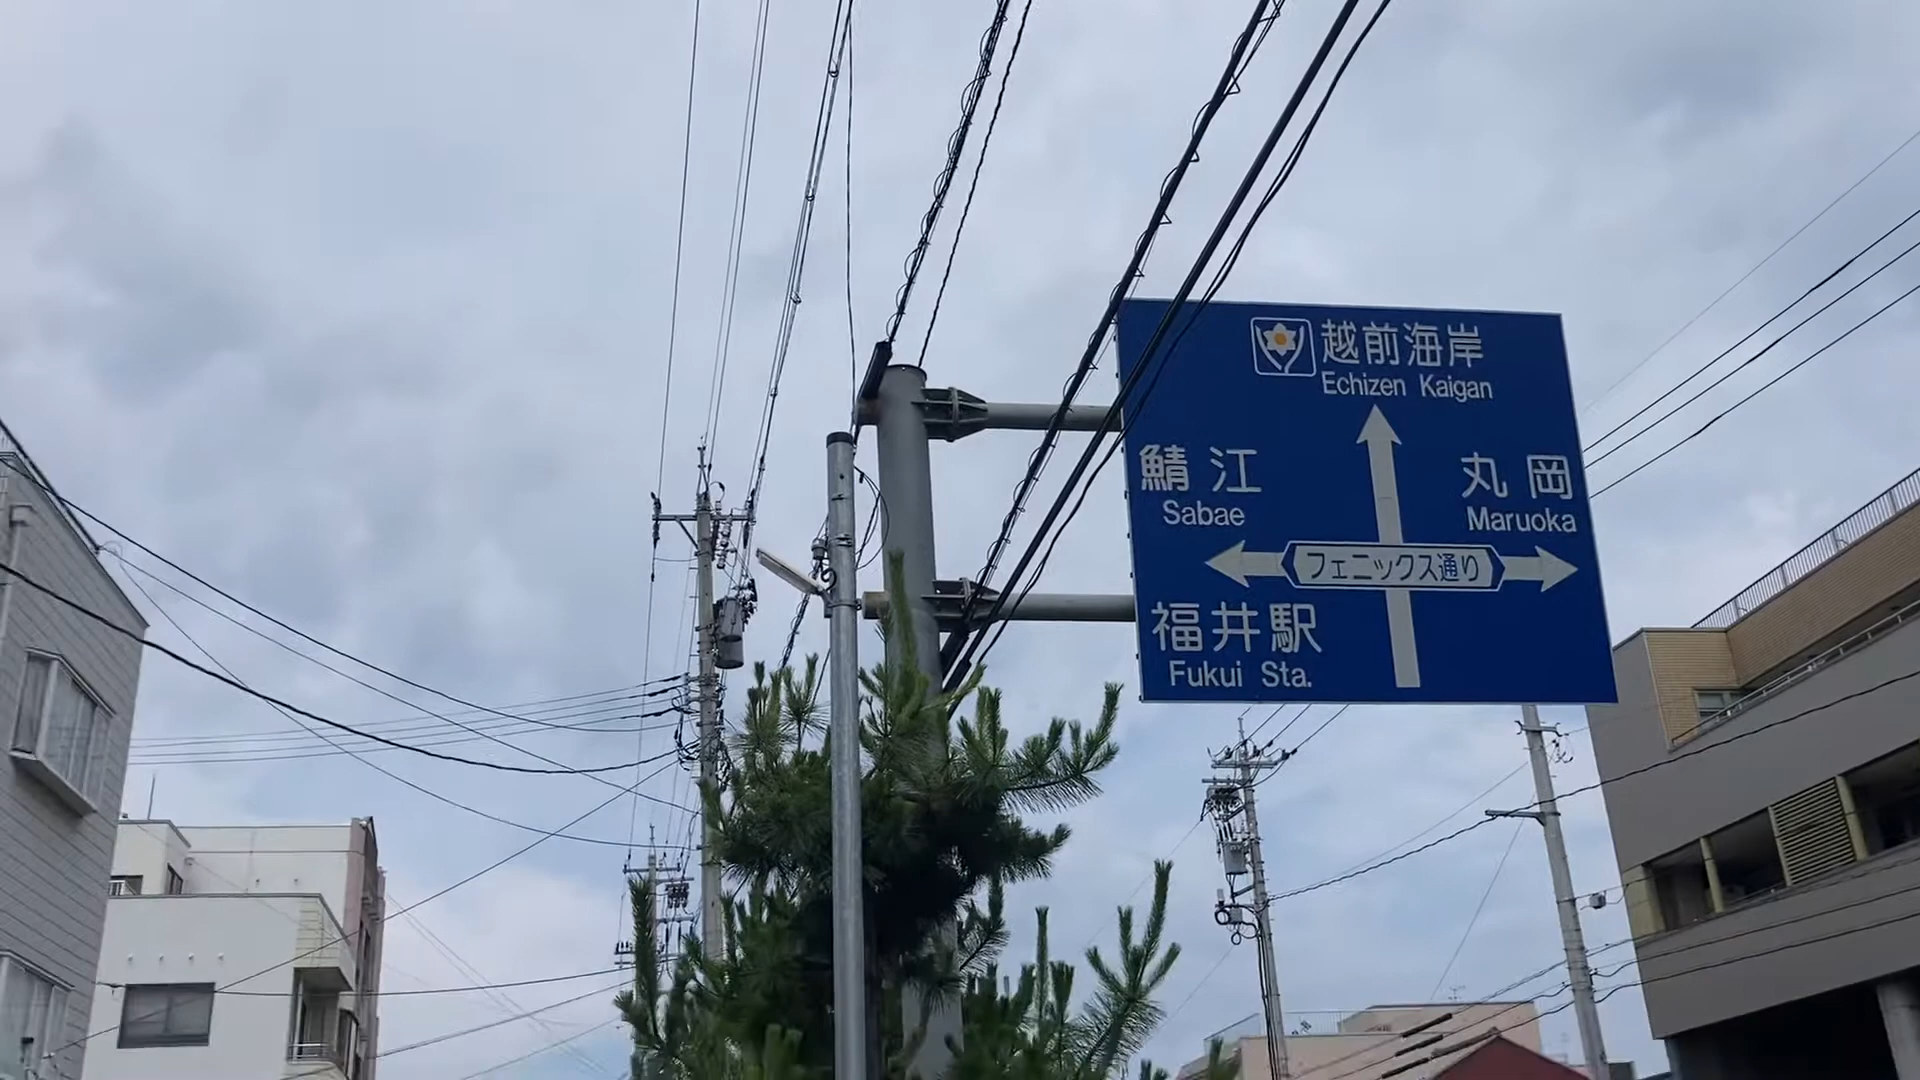 越前海岸
Echizen Kaigan
鯖江
Sabae
丸岡
Maruoka
フェニックス通り
福井駅
Fukui Sta.